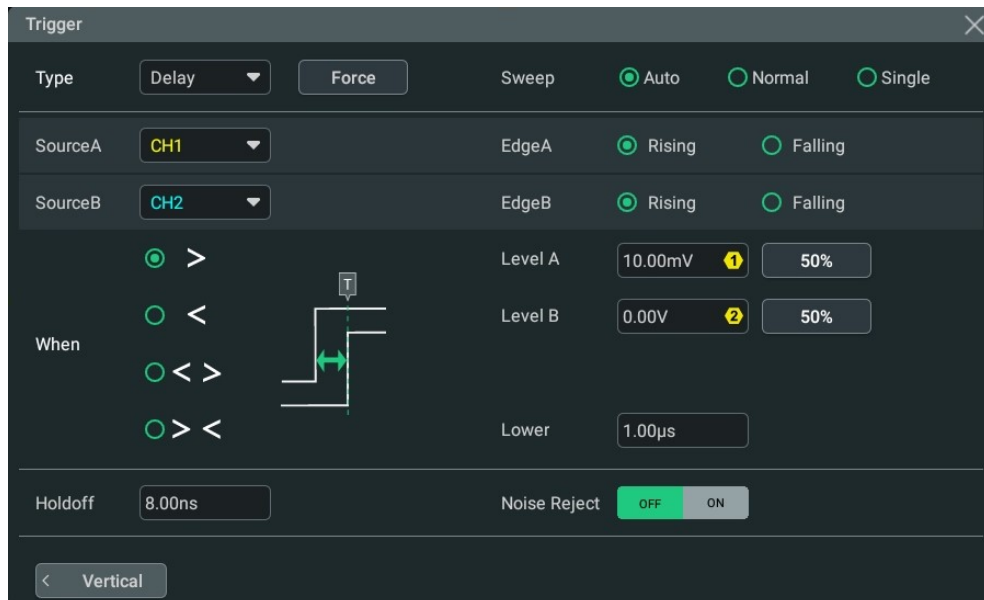 Trigger
Type Delay Force Sweep Auto Normal Single
SourceA CH1 EdgeA Rising Falling
SourceB CH2 EdgeB Rising Falling
> Level A 10.00mV 1 50%
T
< Level B 0.00V 2 50%
When
< >
> < Lower 1.00µs
Holdoff 8.00ns Noise Reject OFF ON
< Vertical